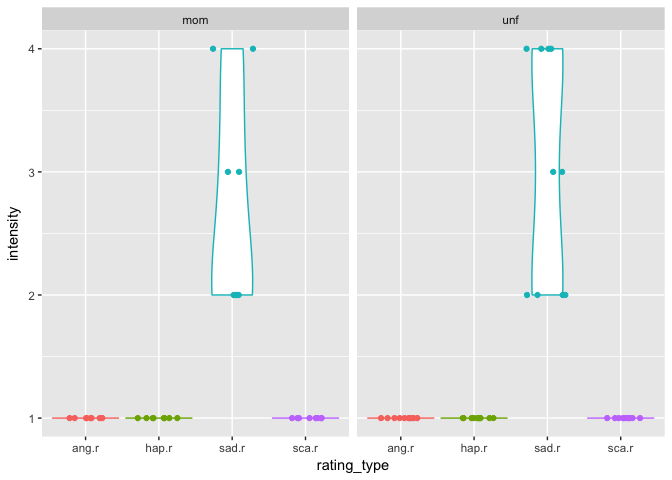 mom unf
4
3
2
1
intensity
ang.r hap.r sad.r sca.r ang.r hap.r sad.r sca.r
rating_type